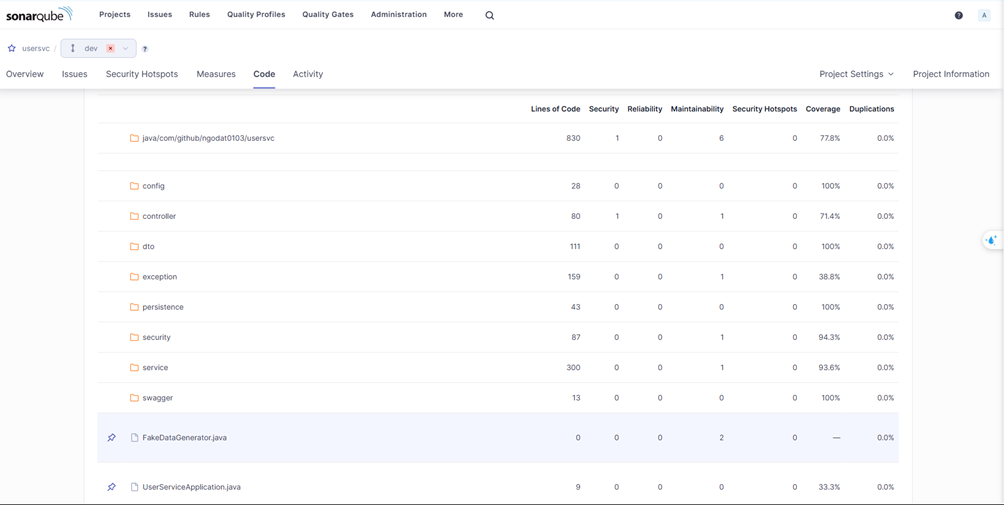 sonarqube Projects Issues Rules Quality Profiles Quality Gates Administration More ? A
usersvc / dev ?
Overview Issues Security Hotspots Measures Code Activity Project Settings Project Information
Lines of Code Security Reliability Maintainability Security Hotspots Coverage Duplications
java/com/github/ngodat0103/usersvc 830 1 0 6 0 77.8% 0.0%
config 28 0 0 0 0 100% 0.0%
controller 80 1 0 1 0 71.4% 0.0%
dto 111 0 0 0 0 100% 0.0%
exception 159 0 0 1 0 38.8% 0.0%
persistence 43 0 0 0 0 100% 0.0%
security 87 0 0 1 0 94.3% 0.0%
service 300 0 0 1 0 93.6% 0.0%
swagger 13 0 0 0 0 100% 0.0%
FakeDataGenerator.java 0 0 0 2 0 — 0.0%
UserServiceApplication.java 9 0 0 0 0 33.3% 0.0%